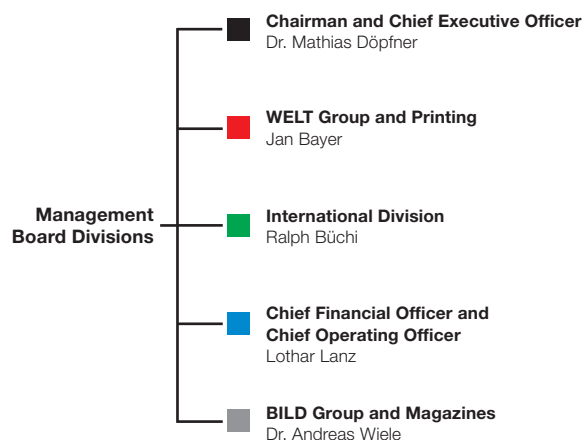 Chairman and Chief Executive Officer
Dr. Mathias Döpfner
WELT Group and Printing
Jan Bayer
Management
Board Divisions
International Division
Ralph Büchi
Chief Financial Officer and
Chief Operating Officer
Lothar Lanz
BILD Group and Magazines
Dr. Andreas Wiele